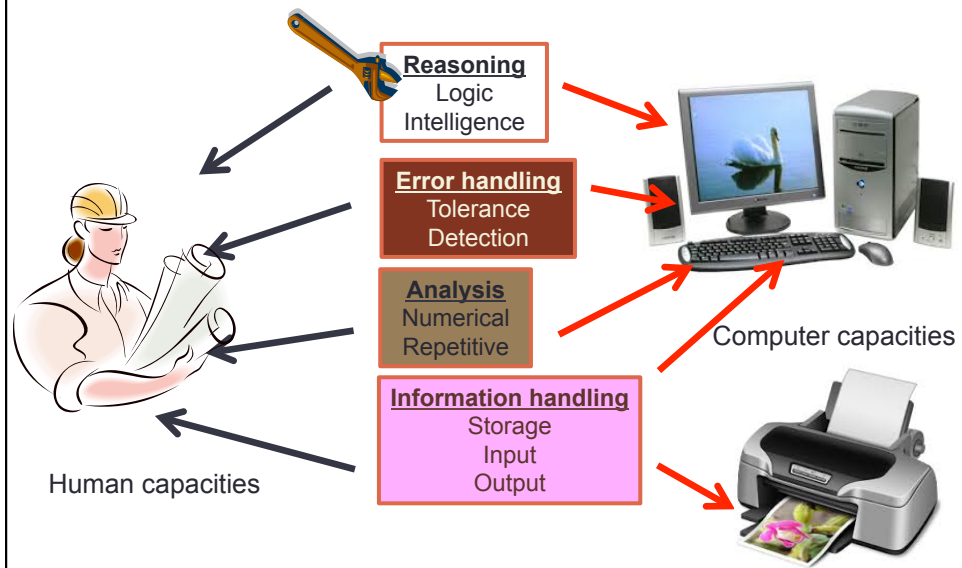 Reasoning
Logic
Intelligence
Error handling
Tolerance
Detection
Analysis
Numerical
Repetitive
Information handling
Storage
Input
Output
Human capacities
Computer capacities